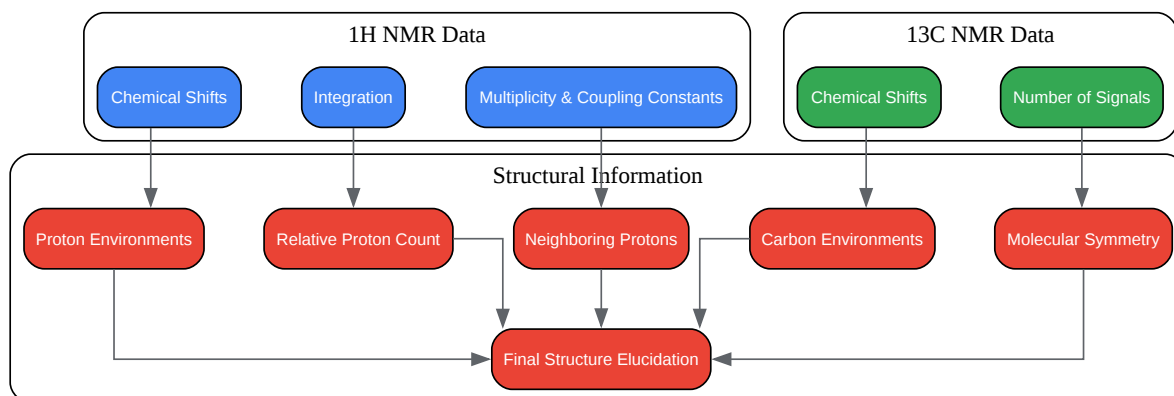 1H NMR Data
13C NMR Data
Chemical Shifts
Integration
Multiplicity & Coupling Constants
Chemical Shifts
Number of Signals
Structural Information
Proton Environments
Relative Proton Count
Neighboring Protons
Carbon Environments
Molecular Symmetry
Final Structure Elucidation